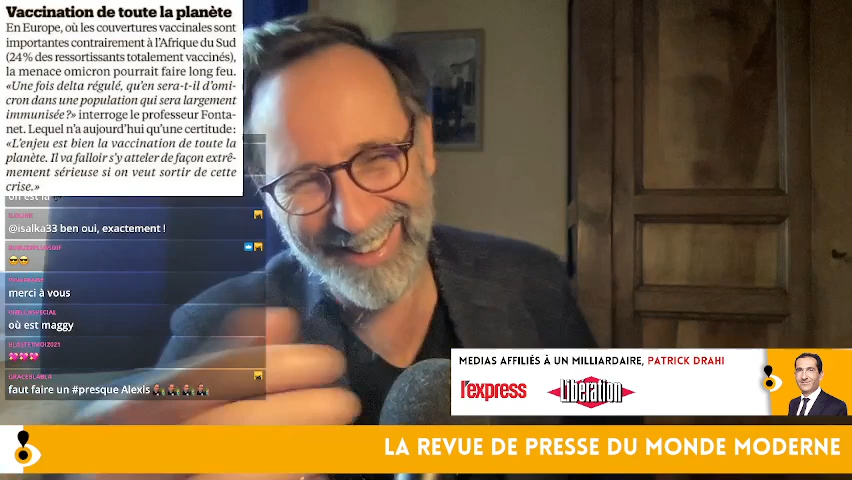 Vaccination de toute la planète
En Europe, où les couvertures vaccinales sont
importantes contrairement à l'Afrique du Sud
(24% des ressortissants totalement vaccinés),
la menace omicron pourrait faire long feu.
«Une fois delta régulé, qu'en sera-t-il d'omi-
cron dans une population qui sera largement
immunisée?» interroge le professeur Fonta-
net. Lequel n'a aujourd'hui qu'une certitude:
«L'enjeu est bien la vaccination de toute la
planète. Il va falloir s'y atteler de façon extrê-
mement sérieuse si on veut sortir de cette
crise.»
on est là
@isalka33 ben oui, exactement !
merci à vous
où est maggy
BLASTETMOI2021
GRACEBLABLA
faut faire un #presque Alexis
MEDIAS AFFILIÉS À UN MILLIARDAIRE, PATRICK DRAHI
l'express
Libération
LA REVUE DE PRESSE DU MONDE MODERNE